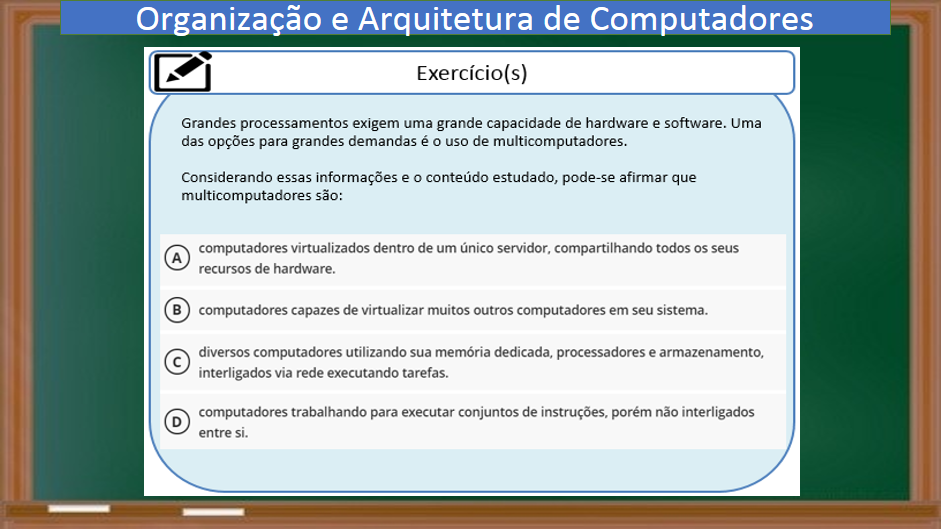 Organização e Arquitetura de Computadores
Exercício(s)
Grandes processamentos exigem uma grande capacidade de hardware e software. Uma
das opções para grandes demandas é o uso de multicomputadores.
Considerando essas informações e o conteúdo estudado, pode-se afirmar que
multicomputadores são:
A computadores virtualizados dentro de um único servidor, compartilhando todos os seus
recursos de hardware.
B computadores capazes de virtualizar muitos outros computadores em seu sistema.
C diversos computadores utilizando sua memória dedicada, processadores e armazenamento,
interligados via rede executando tarefas.
D computadores trabalhando para executar conjuntos de instruções, porém não interligados
entre si.